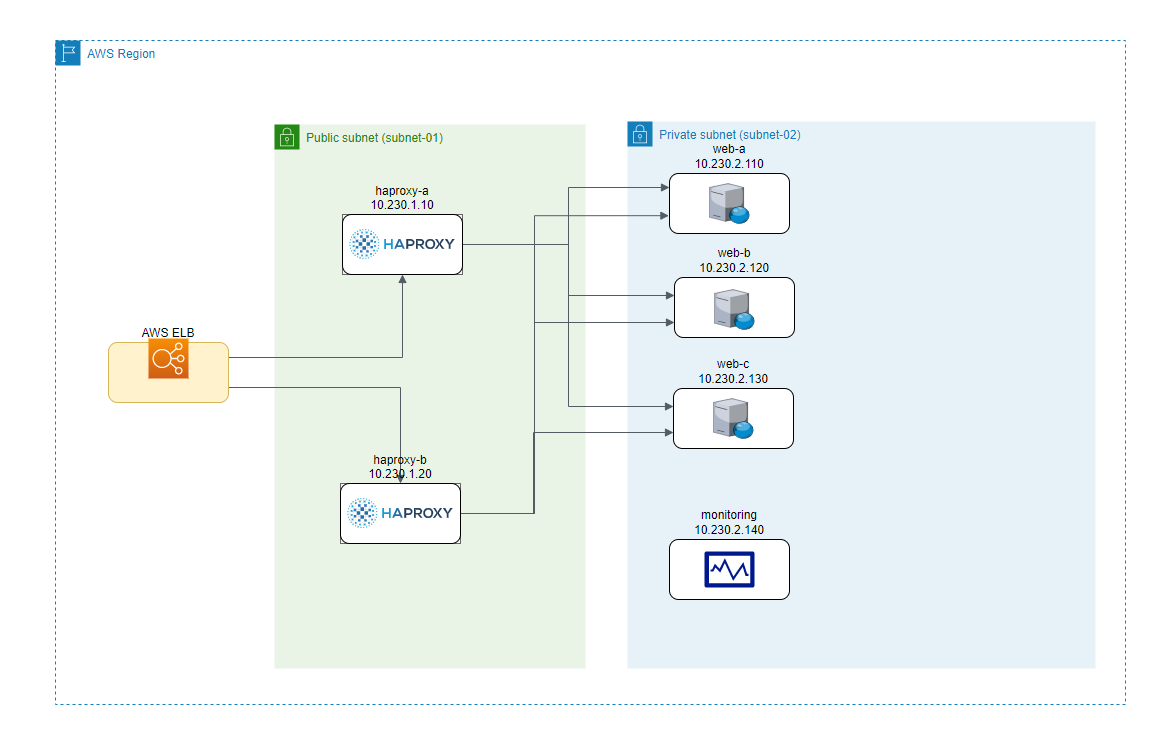 AWS Region
Public subnet (subnet-01)
haproxy-a
10.230.1.10
HAPROXY
AWS ELB
haproxy-b
10.230.1.20
HAPROXY
Private subnet (subnet-02)
web-a
10.230.2.110
web-b
10.230.2.120
web-c
10.230.2.130
monitoring
10.230.2.140